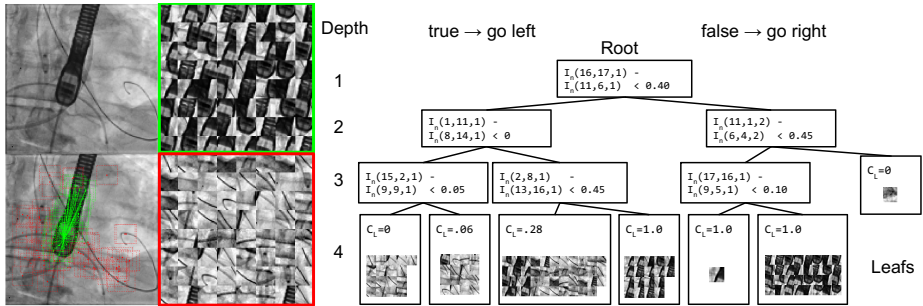 Depth
true → go left
false → go right
Root
1
I_n(16,17,1) -
I_n(11,6,1) < 0.40
2
I_n(1,11,1) -
I_n(8,14,1) < 0
I_n(11,1,2) -
I_n(6,4,2) < 0.45
3
I_n(15,2,1) -
I_n(9,9,1) < 0.05
I_n(2,8,1) -
I_n(13,16,1) < 0.45
I_n(17,16,1) -
I_n(9,5,1) < 0.10
C_L=0
4
C_L=0
C_L=.06
C_L=.28
C_L=1.0
C_L=1.0
C_L=1.0
Leafs